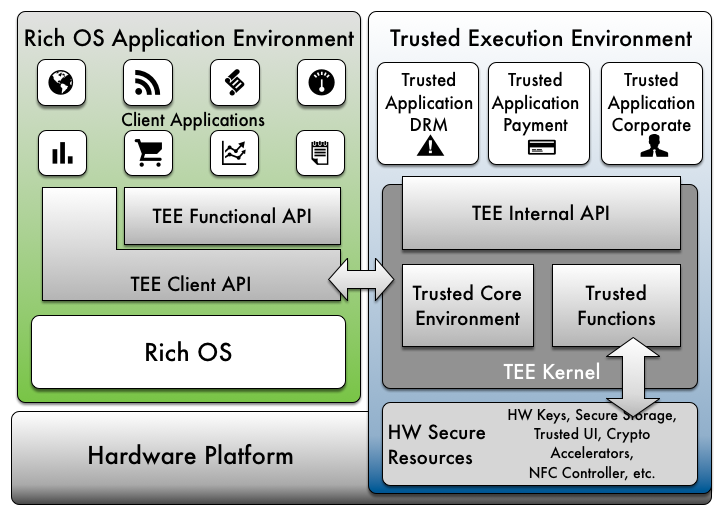 Rich OS Application Environment
Client Applications
TEE Functional API
TEE Client API
Rich OS
Trusted Execution Environment
Trusted
Application
DRM
Trusted
Application
Payment
Trusted
Application
Corporate
TEE Internal API
Trusted Core
Environment
Trusted
Functions
TEE Kernel
HW Secure
Resources
HW Keys, Secure Storage,
Trusted UI, Crypto
Accelerators,
NFC Controller, etc.
Hardware Platform